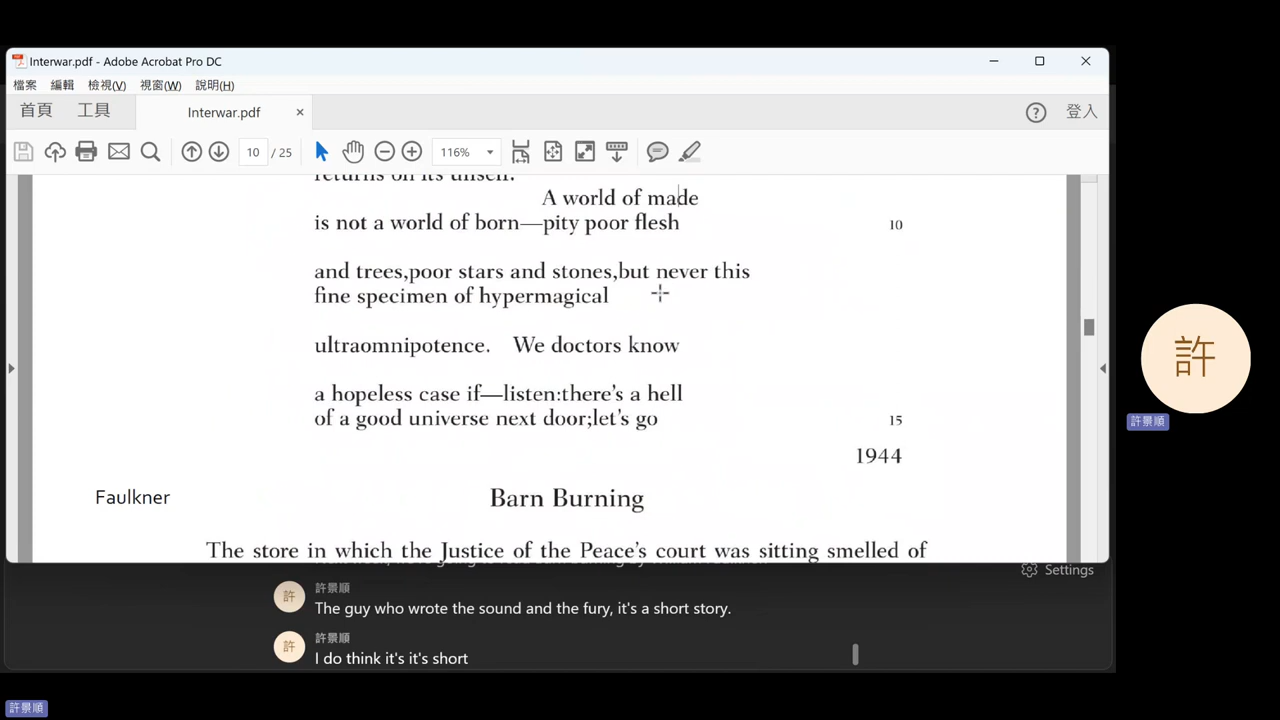 Interwar.pdf - Adobe Acrobat Pro DC
檔案 編輯 檢視(V) 視窗(W) 說明(H)
首頁 工具 Interwar.pdf × ? 登入
10 / 25 116%
returns on its unself.
A world of made
is not a world of born—pity poor flesh 10
and trees,poor stars and stones,but never this
fine specimen of hypermagical
ultraomnipotence. We doctors know
a hopeless case if—listen:there's a hell
of a good universe next door;let's go 15
1944
Faulkner Barn Burning
The store in which the Justice of the Peace's court was sitting smelled of
Settings
許 許景順
The guy who wrote the sound and the fury, it's a short story.
許 許景順
I do think it's it's short
許
許景順
許景順